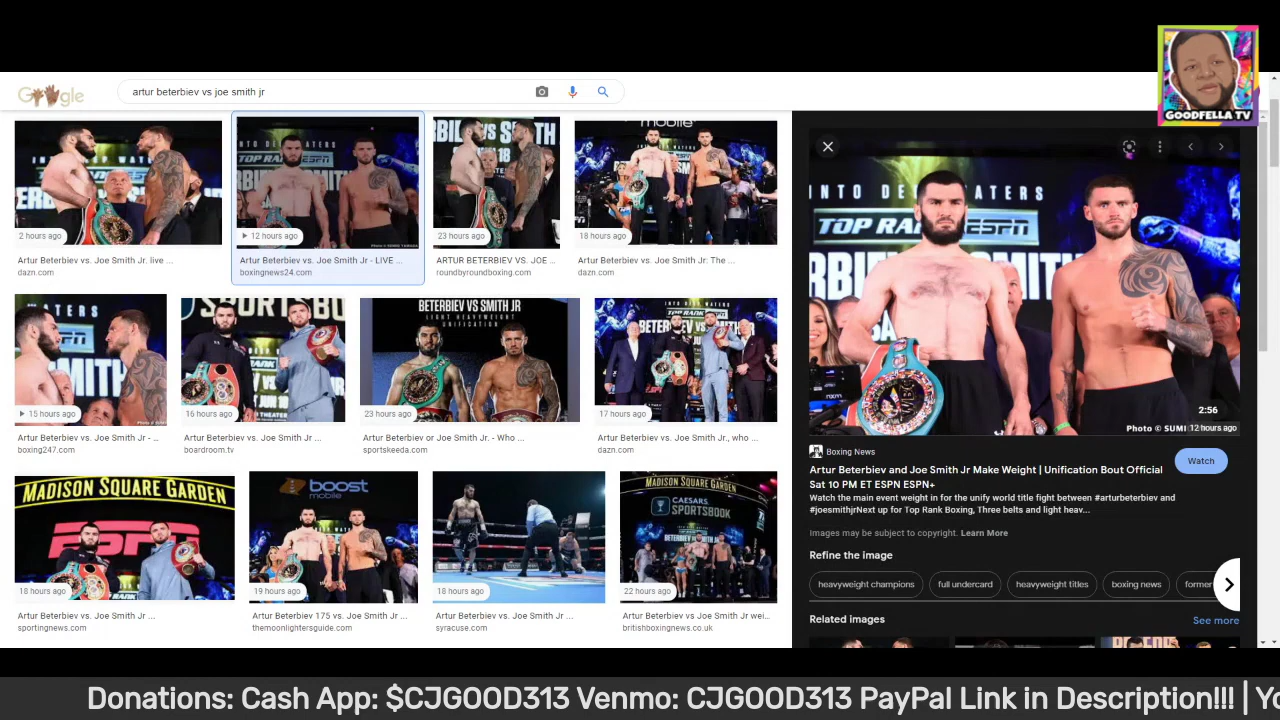 GOODFELLA TV
Google
artur beterbiev vs joe smith jr
2 hours ago
Artur Beterbiev vs. Joe Smith Jr. live ...
dazn.com
TOP RANK ESPN
12 hours ago
Artur Beterbiev vs. Joe Smith Jr - LIVE ...
boxingnews24.com
23 hours ago
ARTUR BETERBIEV VS. JOE ...
roundbyroundboxing.com
mobile
18 hours ago
Artur Beterbiev vs. Joe Smith Jr: The ...
dazn.com
INTO DEEP WATERS
TOP RANK ESPN
2:56
Photo © SUMI
12 hours ago
15 hours ago
Artur Beterbiev vs. Joe Smith Jr - ...
boxing247.com
16 hours ago
Artur Beterbiev vs. Joe Smith Jr ...
boardroom.tv
BETERBIEV VS SMITH JR
LIGHT HEAVYWEIGHT
UNIFICATION
23 hours ago
Artur Beterbiev or Joe Smith Jr. - Who ...
sportskeeda.com
TOP RANK
17 hours ago
Artur Beterbiev vs. Joe Smith Jr., who ...
dazn.com
Boxing News
Watch
Artur Beterbiev and Joe Smith Jr Make Weight | Unification Bout Official
Sat 10 PM ET ESPN ESPN+
Watch the main event weight in for the unify world title fight between #arturbeterbiev and
#joesmithjrNext up for Top Rank Boxing, Three belts and light heav...
Images may be subject to copyright. Learn More
Refine the image
heavyweight champions
full undercard
heavyweight titles
boxing news
former
Related images
See more
MADISON SQUARE GARDEN
ESPN
18 hours ago
Artur Beterbiev vs. Joe Smith Jr ...
sportingnews.com
boost
mobile
19 hours ago
Artur Beterbiev 175 vs. Joe Smith Jr ...
themoonlightersguide.com
18 hours ago
Artur Beterbiev vs. Joe Smith Jr ...
syracuse.com
MADISON SQUARE GARDEN
CAESARS
SPORTSBOOK
22 hours ago
Artur Beterbiev vs Joe Smith Jr wei...
britishboxingnews.co.uk
Donations: Cash App: $CJGOOD313 Venmo: CJGOOD313 PayPal Link in Description!!! | Yo